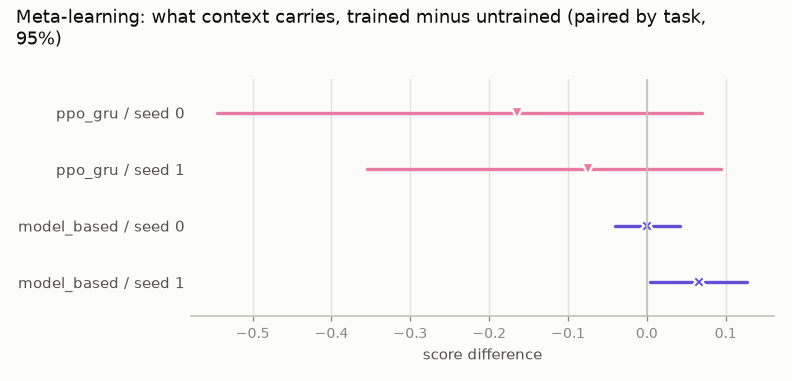 Meta-learning: what context carries, trained minus untrained (paired by task,
95%)
ppo_gru / seed 0
ppo_gru / seed 1
model_based / seed 0
model_based / seed 1
−0.5 −0.4 −0.3 −0.2 −0.1 0.0 0.1
score difference